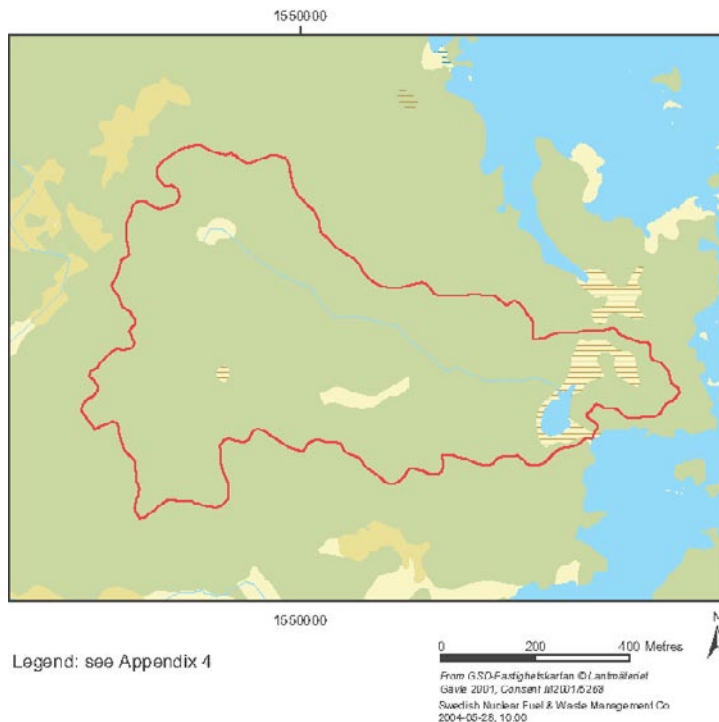 1550000
1550000
N
0 200 400 Metres
Legend: see Appendix 4
From GSD-Fastighetskartan © Lantmäteriet
Gävle 2001, Consent M2001/5268
Swedish Nuclear Fuel & Waste Management Co
2004-05-28, 10:00